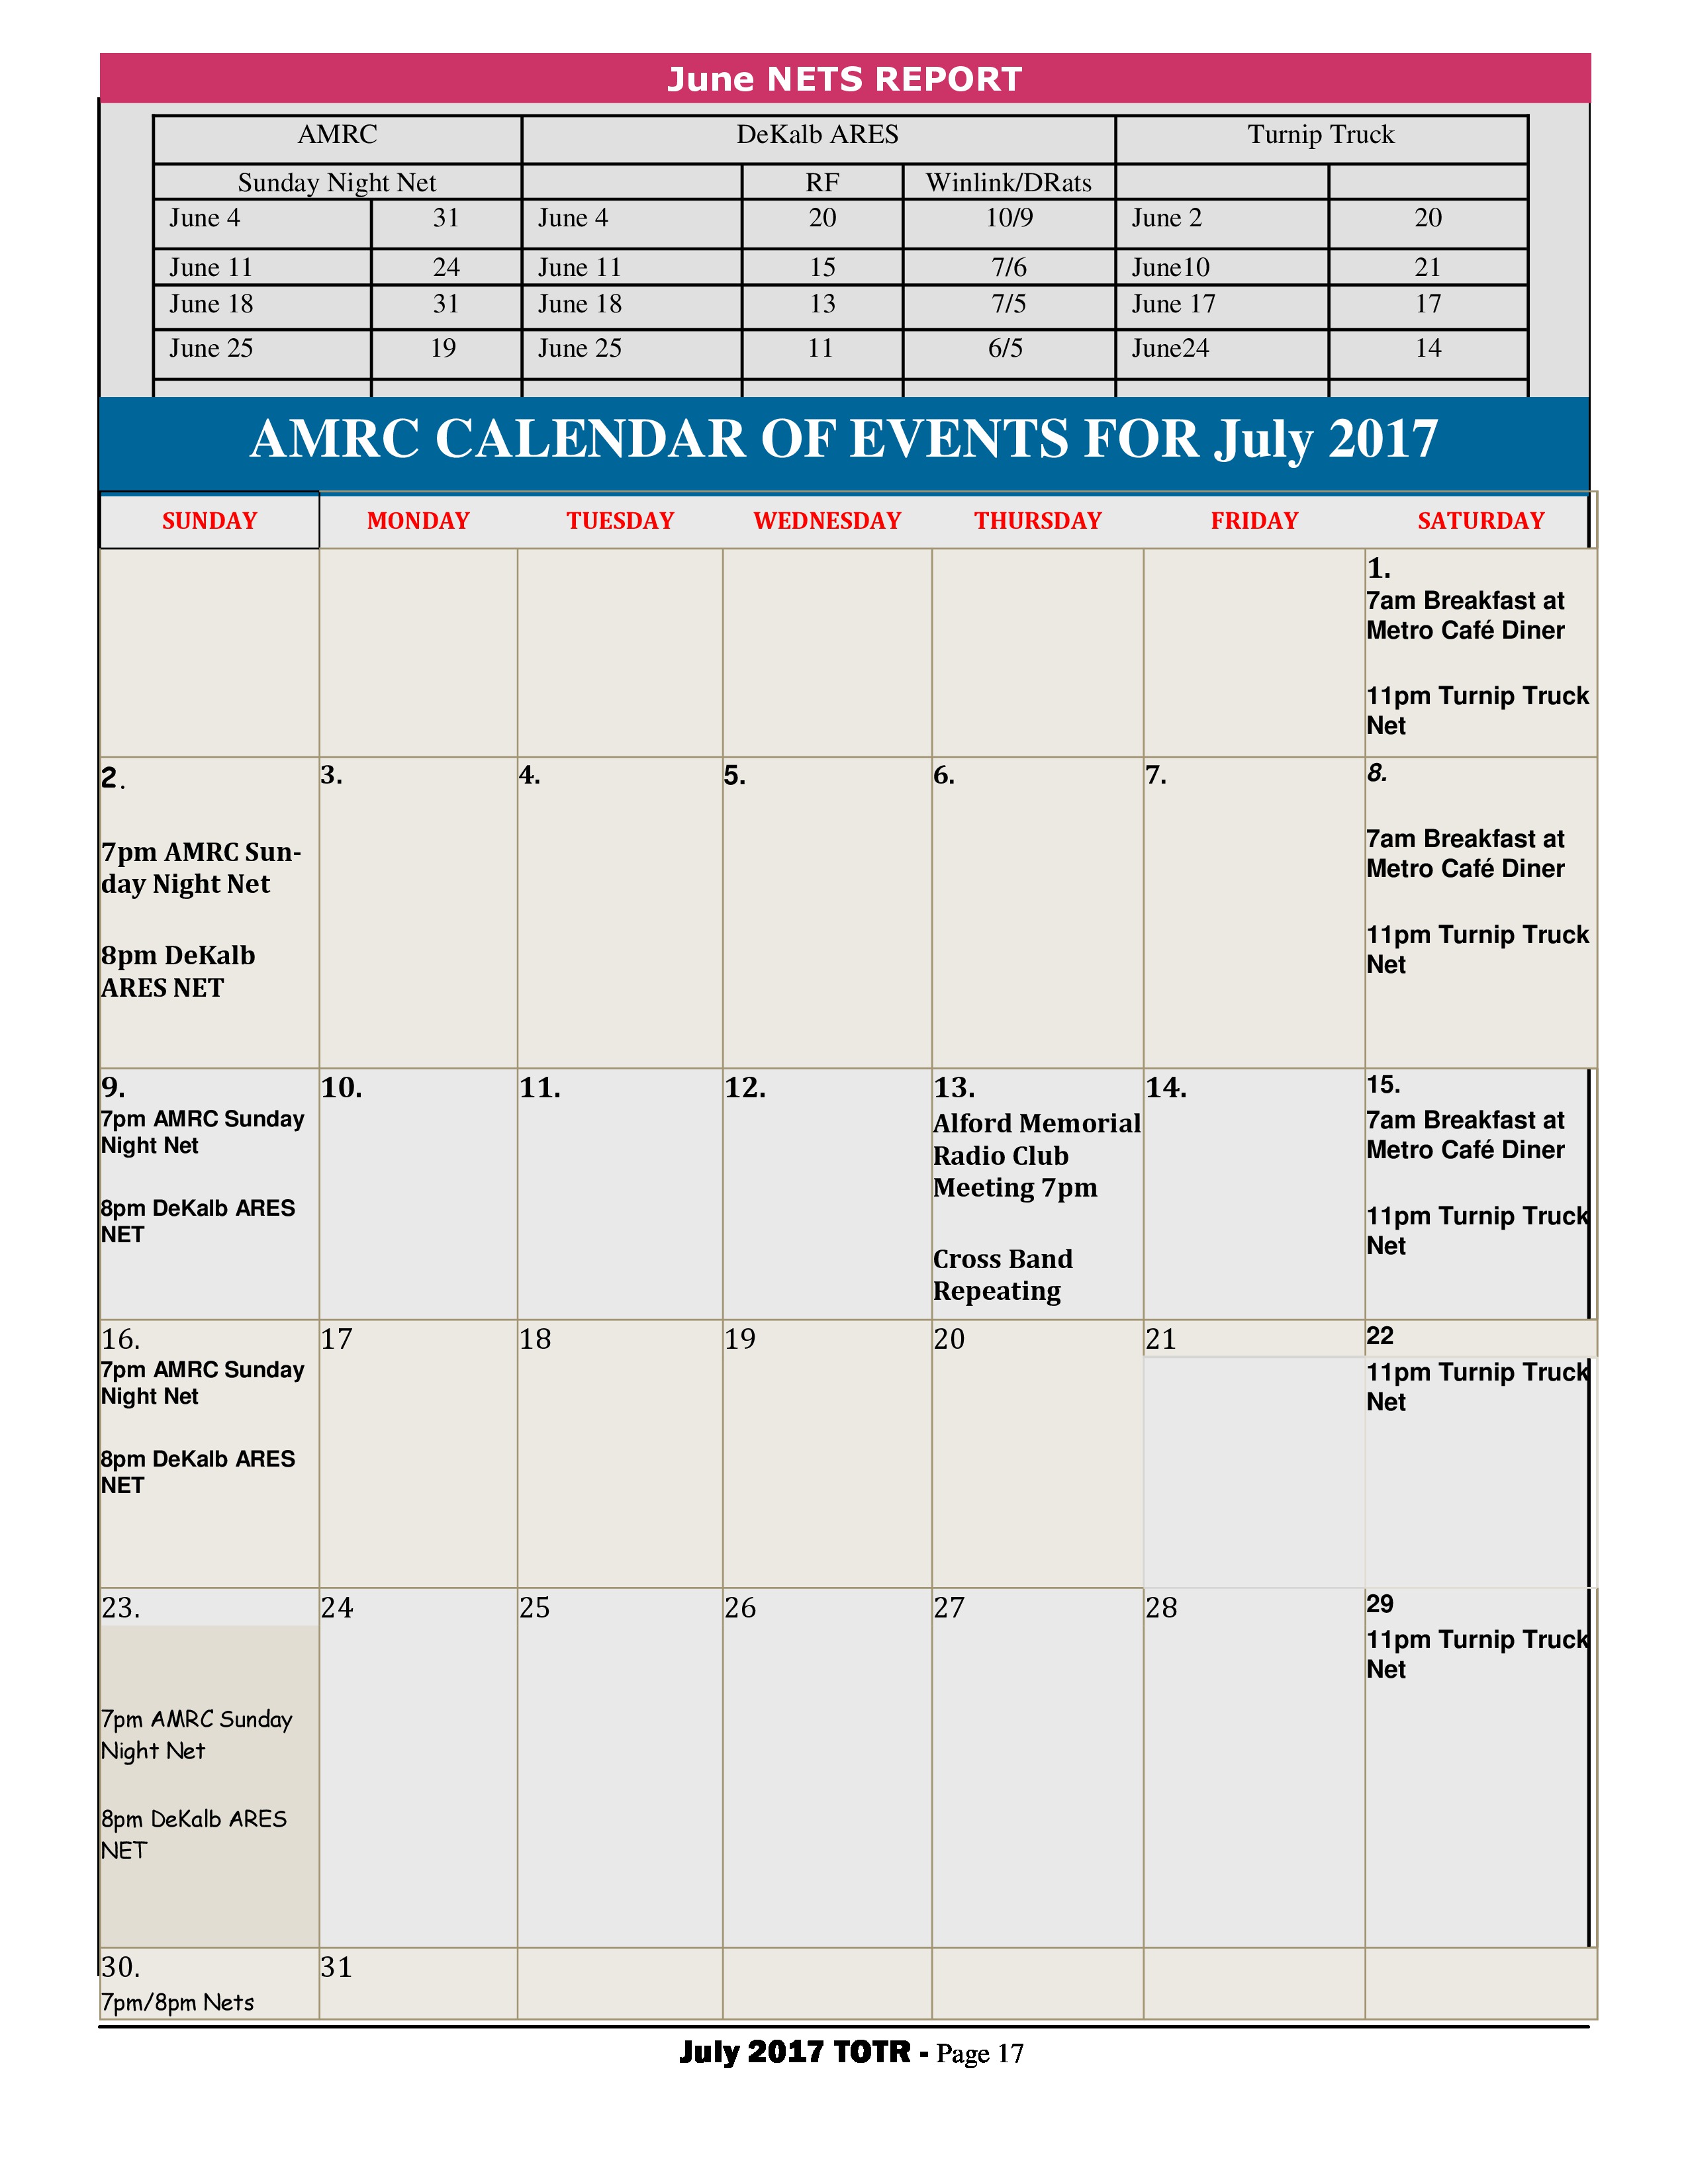 June NETS REPORT
AMRC DeKalb ARES Turnip Truck
Sunday Night Net RF Winlink/DRats
June 4 31 June 4 20 10/9 June 2 20
June 11 24 June 11 15 7/6 June10 21
June 18 31 June 18 13 7/5 June 17 17
June 25 19 June 25 11 6/5 June24 14
AMRC CALENDAR OF EVENTS FOR July 2017
SUNDAY MONDAY TUESDAY WEDNESDAY THURSDAY FRIDAY SATURDAY
1.
7am Breakfast at
Metro Café Diner
11pm Turnip Truck
Net
2.
7pm AMRC Sun-
day Night Net
8pm DeKalb
ARES NET
3.
4.
5.
6.
7.
8.
7am Breakfast at
Metro Café Diner
11pm Turnip Truck
Net
9.
7pm AMRC Sunday
Night Net
8pm DeKalb ARES
NET
10.
11.
12.
13.
Alford Memorial
Radio Club
Meeting 7pm
Cross Band
Repeating
14.
15.
7am Breakfast at
Metro Café Diner
11pm Turnip Truck
Net
16.
7pm AMRC Sunday
Night Net
8pm DeKalb ARES
NET
17
18
19
20
21
22
11pm Turnip Truck
Net
23.
7pm AMRC Sunday
Night Net
8pm DeKalb ARES
NET
24
25
26
27
28
29
11pm Turnip Truck
Net
30.
7pm/8pm Nets
31
July 2017 TOTR - Page 17